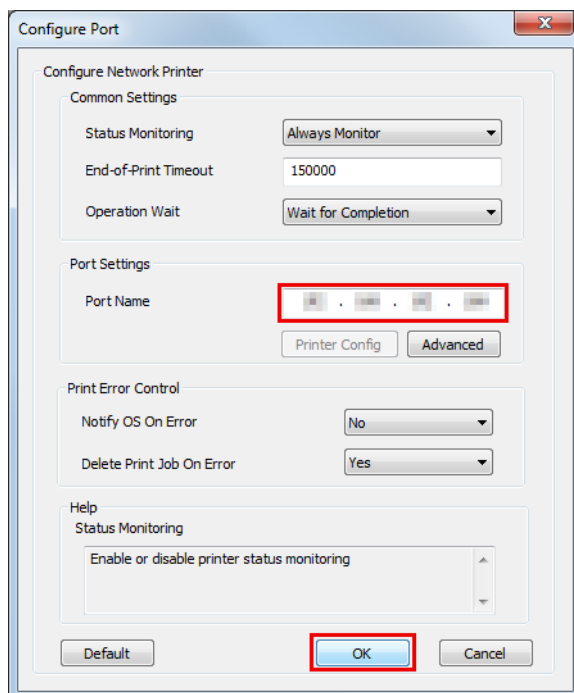 Configure Port
Configure Network Printer
Common Settings
Status Monitoring Always Monitor
End-of-Print Timeout 150000
Operation Wait Wait for Completion
Port Settings
Port Name . . .
Printer Config Advanced
Print Error Control
Notify OS On Error No
Delete Print Job On Error Yes
Help
Status Monitoring
Enable or disable printer status monitoring
Default OK Cancel